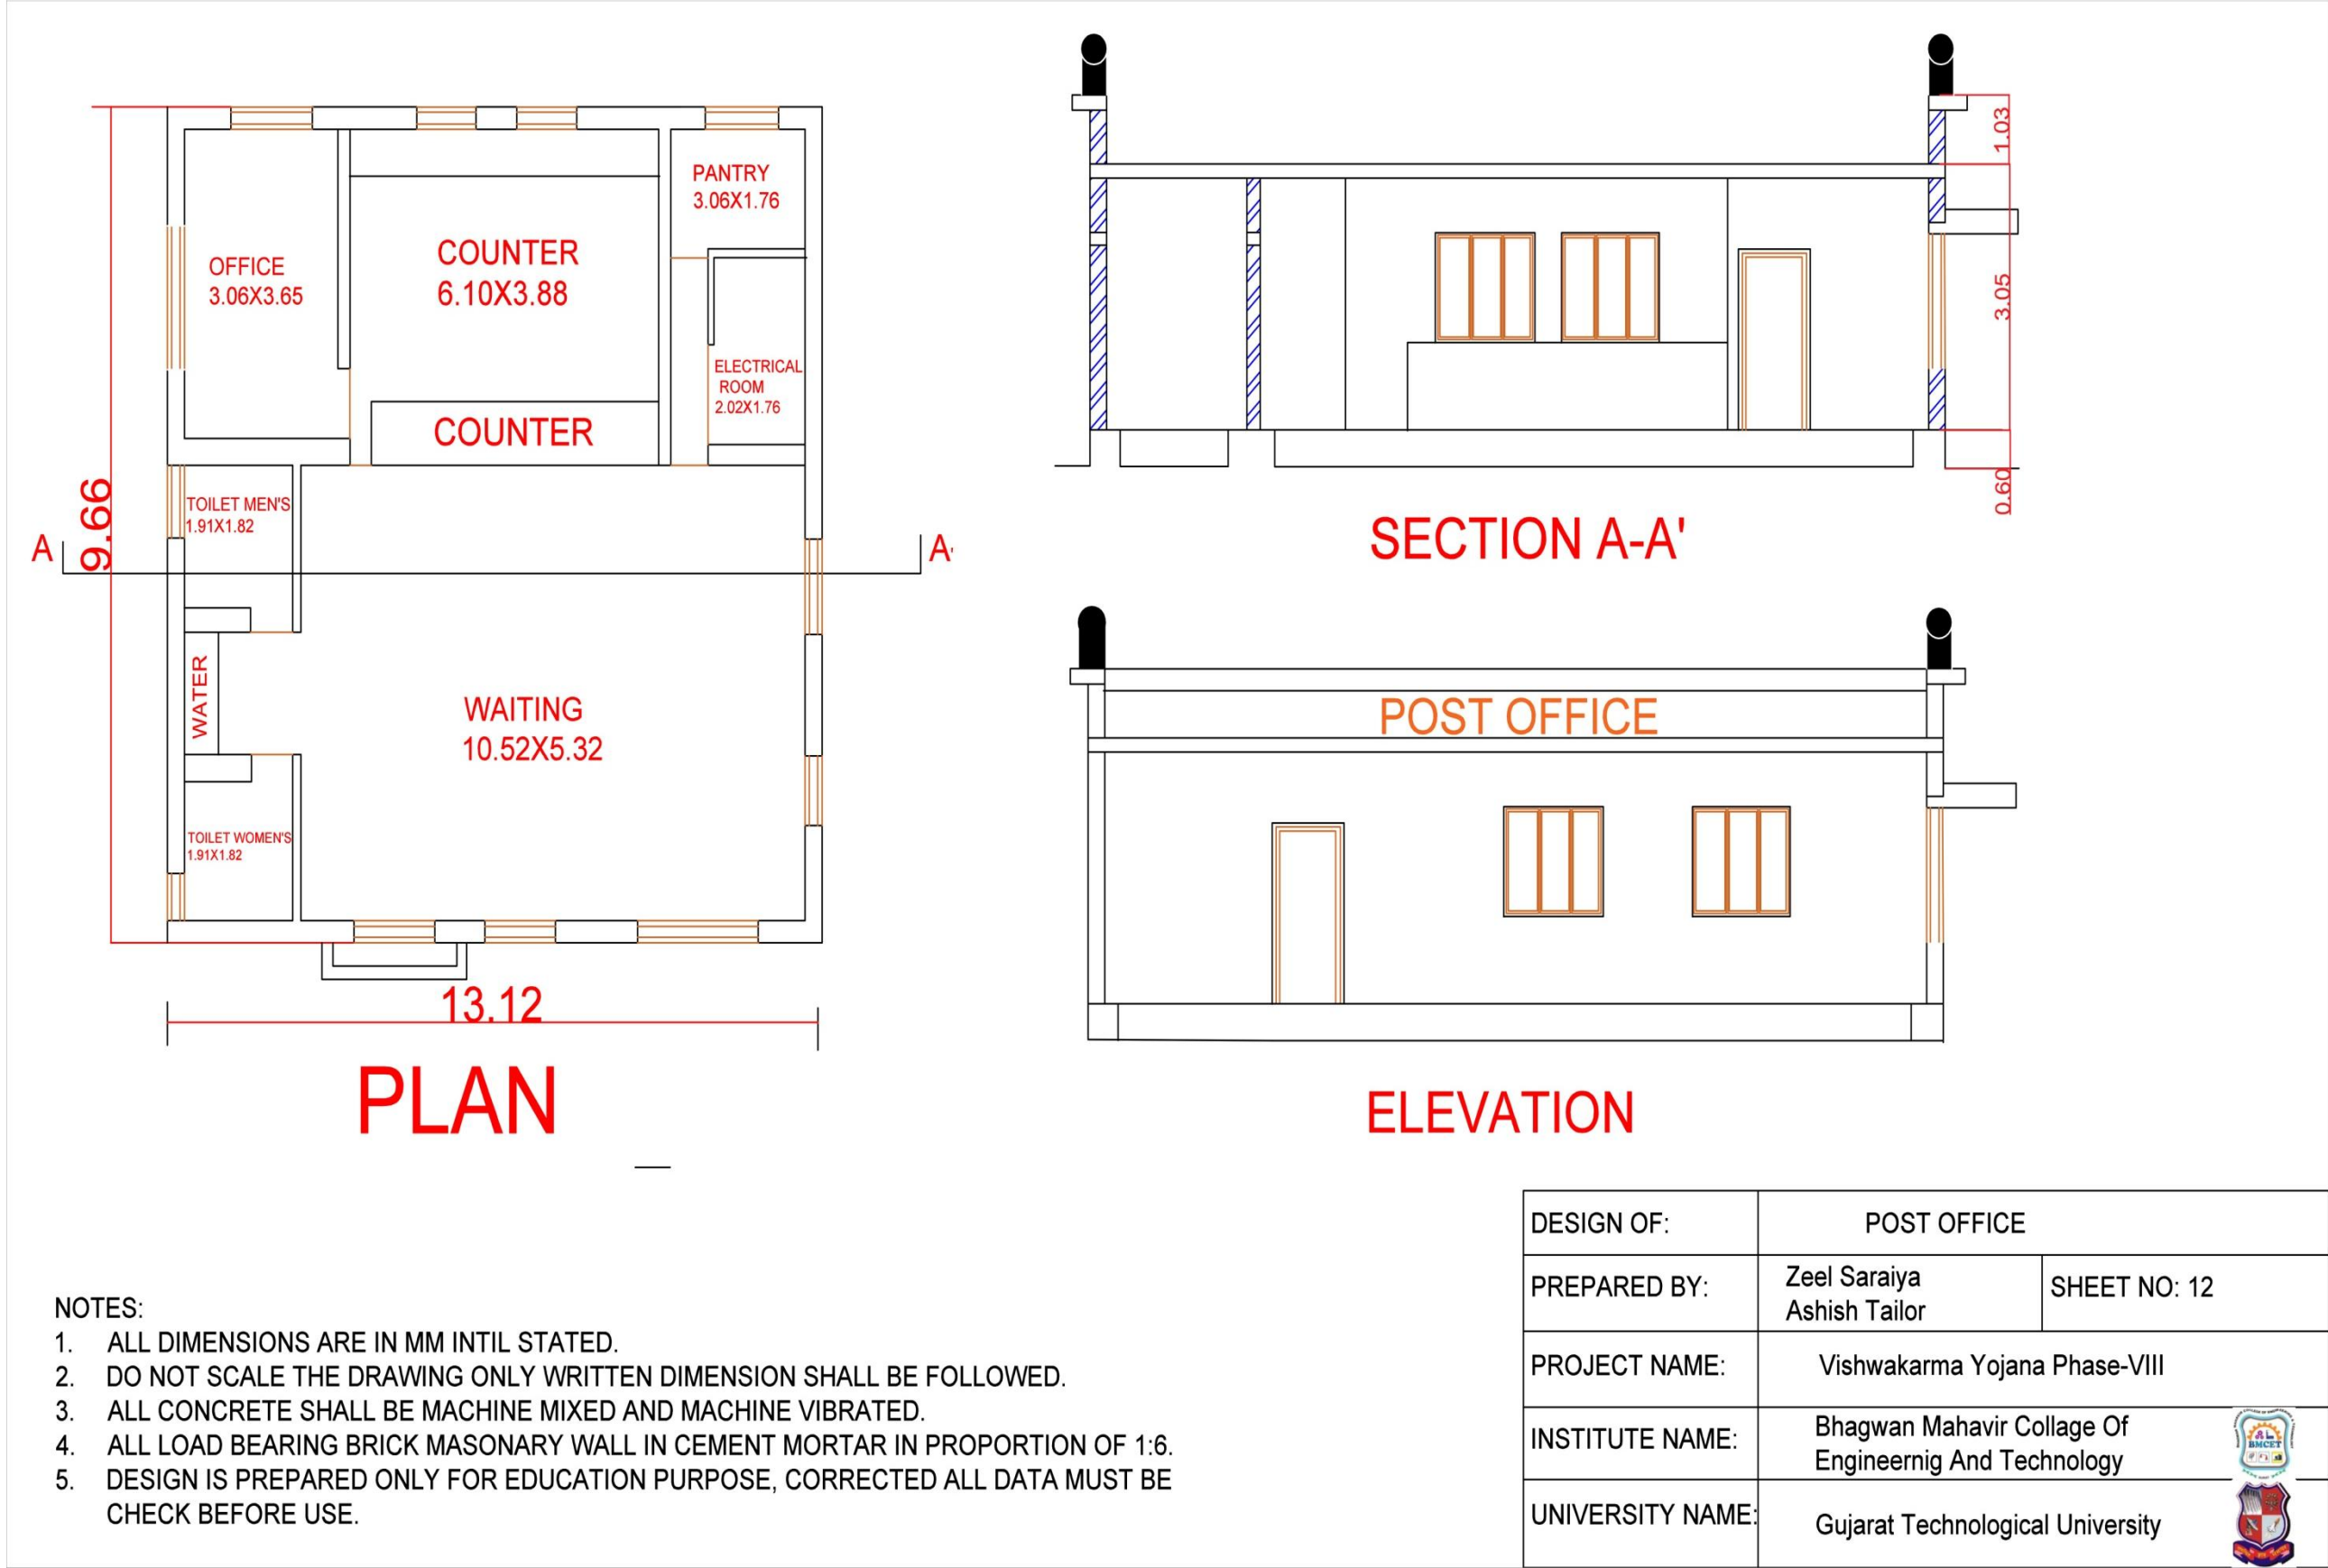 PANTRY
3.06X1.76
OFFICE
3.06X3.65
COUNTER
6.10X3.88
ELECTRICAL
ROOM
2.02X1.76
COUNTER
TOILET MEN'S
1.91X1.82
A
A'
9.66
WATER
WAITING
10.52X5.32
TOILET WOMEN'S
1.91X1.82
13.12
PLAN
1.03
3.05
0.60
SECTION A-A'
POST OFFICE
ELEVATION
NOTES:
1. ALL DIMENSIONS ARE IN MM INTIL STATED.
2. DO NOT SCALE THE DRAWING ONLY WRITTEN DIMENSION SHALL BE FOLLOWED.
3. ALL CONCRETE SHALL BE MACHINE MIXED AND MACHINE VIBRATED.
4. ALL LOAD BEARING BRICK MASONARY WALL IN CEMENT MORTAR IN PROPORTION OF 1:6.
5. DESIGN IS PREPARED ONLY FOR EDUCATION PURPOSE, CORRECTED ALL DATA MUST BE
CHECK BEFORE USE.
DESIGN OF: POST OFFICE
PREPARED BY: Zeel Saraiya
Ashish Tailor
SHEET NO: 12
PROJECT NAME: Vishwakarma Yojana Phase-VIII
INSTITUTE NAME: Bhagwan Mahavir Collage Of
Engineernig And Technology
BMCET
UNIVERSITY NAME: Gujarat Technological University